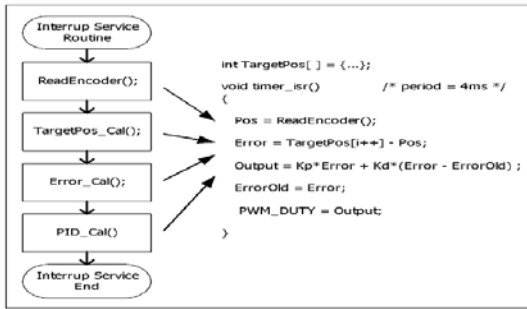 Interrup Service
Routine
ReadEncoder();
TargetPos_Cal();
Error_Cal();
PID_Cal()
Interrup Service
End
int TargetPos[ ] = {...};
void timer_isr() /* period = 4ms */
{
Pos = ReadEncoder();
Error = TargetPos[i++] - Pos;
Output = Kp*Error + Kd*(Error - ErrorOld) ;
ErrorOld = Error;
PWM_DUTY = Output;
}